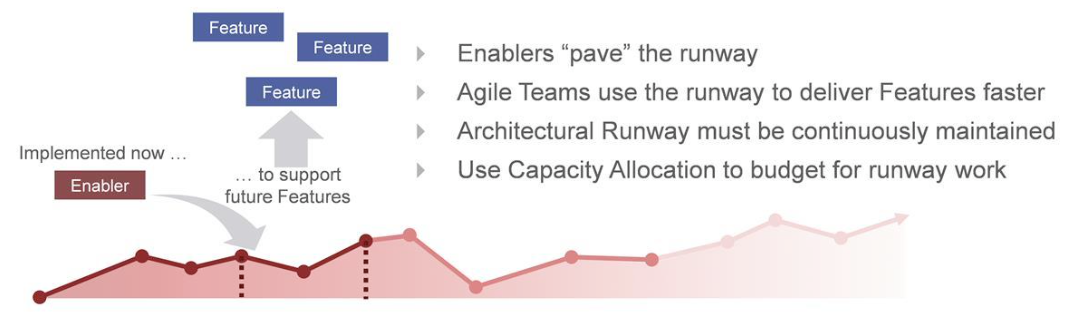 Feature
Feature
Feature
Implemented now …
Enabler
… to support
future Features
Enablers “pave” the runway
Agile Teams use the runway to deliver Features faster
Architectural Runway must be continuously maintained
Use Capacity Allocation to budget for runway work